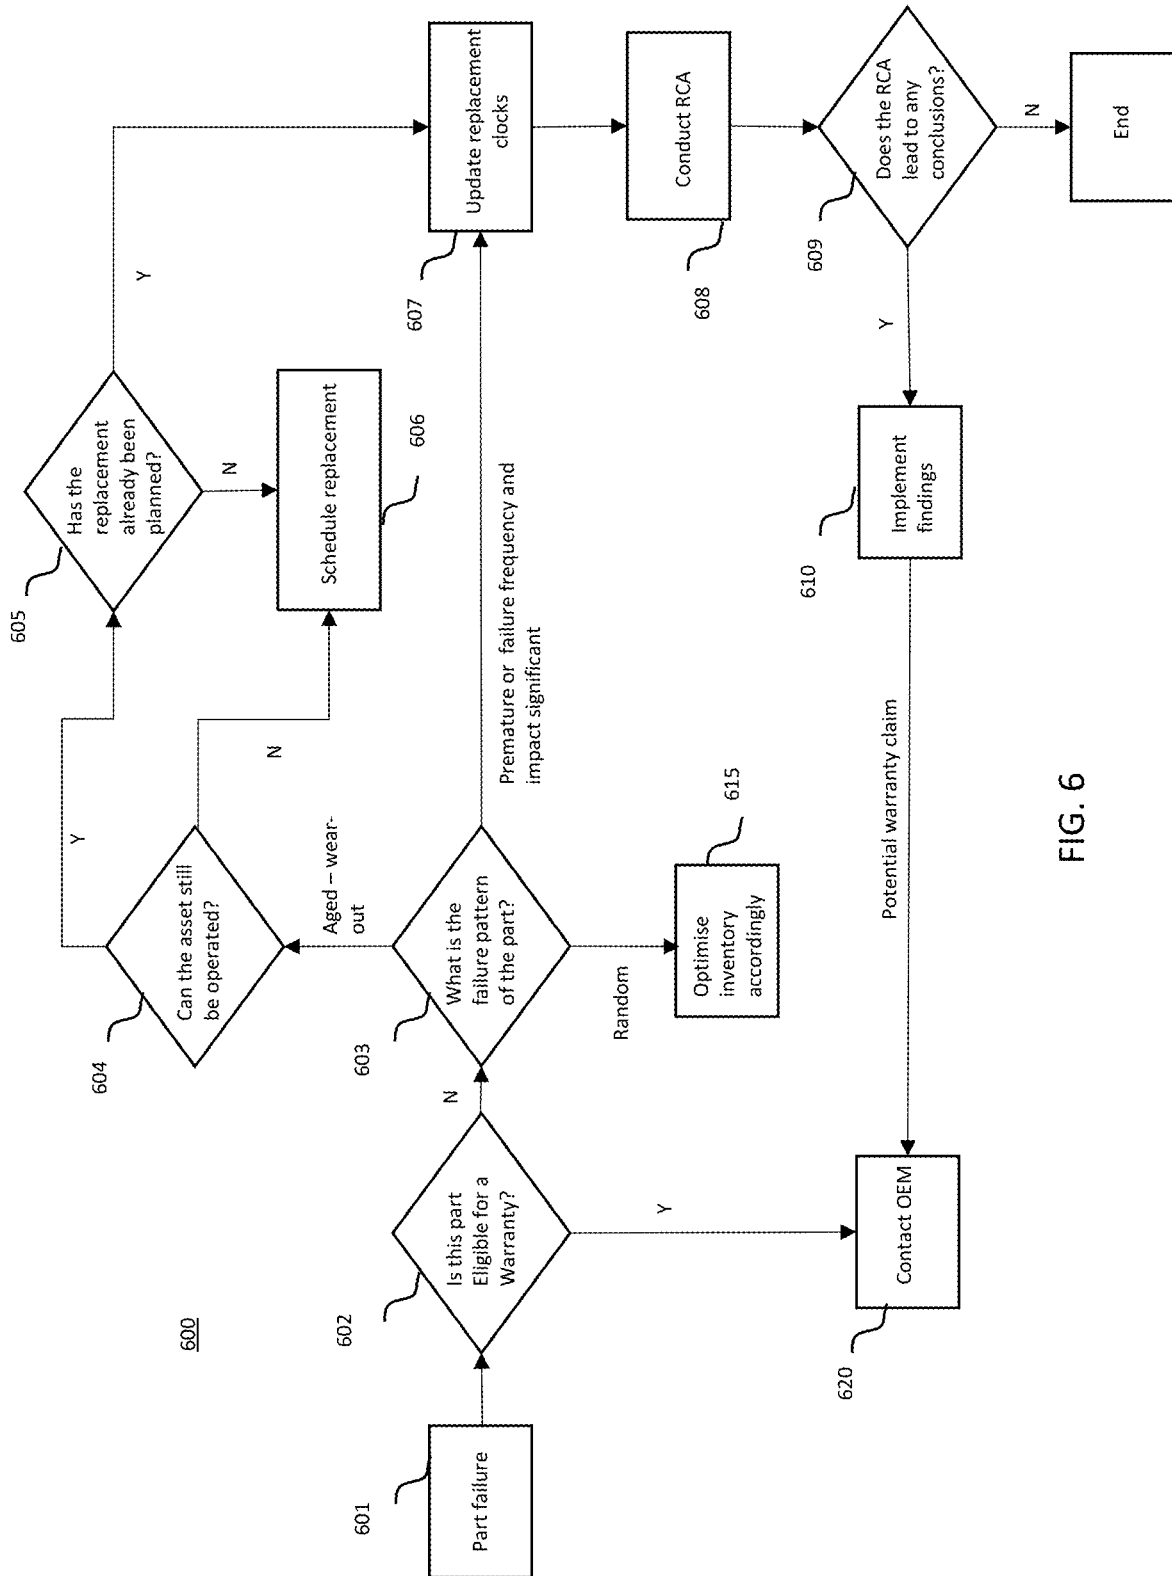 600
601
Part failure
602
Is this part
Eligible for a
Warranty?
N
Y
620
Contact OEM
603
What is the
failure pattern
of the part?
Aged – wear-
out
Random
Optimise
inventory
accordingly
615
Premature or  failure frequency and
impact significant
604
Can the asset still
be operated?
Y
N
605
Has the
replacement
already been
planned?
N
Y
Schedule replacement
606
607
Update replacement
clocks
608
Conduct RCA
609
Does the RCA
lead to any
conclusions?
Y
N
End
610
Implement
findings
Potential warranty claim
FIG. 6